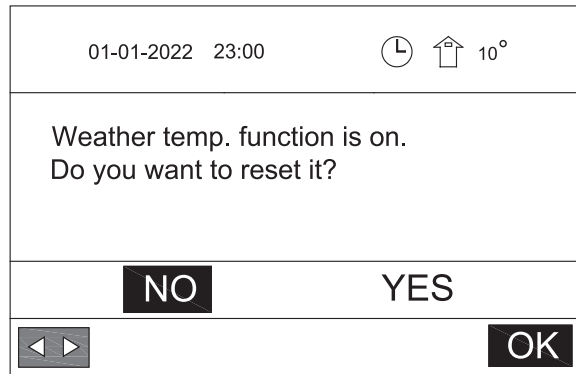 01-01-2022 23:00 10°
Weather temp. function is on.
Do you want to reset it?
NO YES
OK